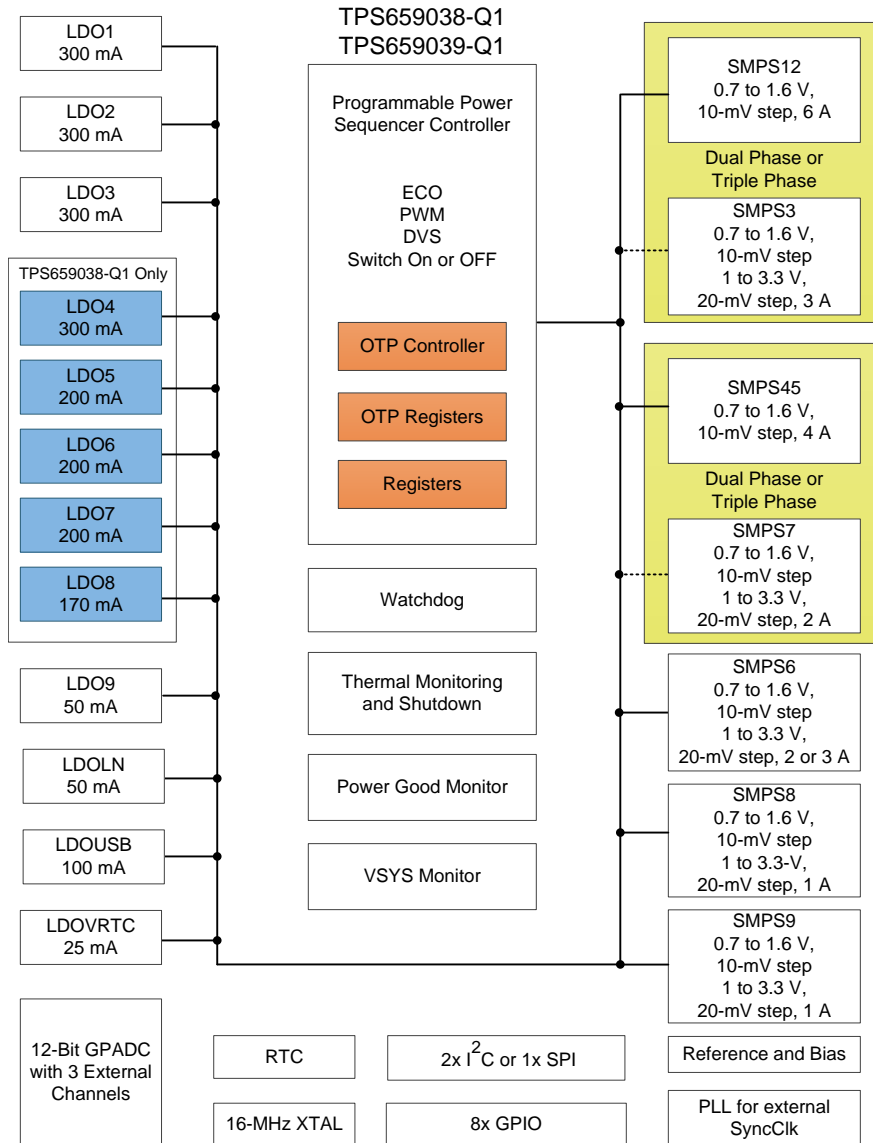 TPS659038-Q1
TPS659039-Q1
LDO1
300 mA
LDO2
300 mA
LDO3
300 mA
TPS659038-Q1 Only
LDO4
300 mA
LDO5
200 mA
LDO6
200 mA
LDO7
200 mA
LDO8
170 mA
LDO9
50 mA
LDOLN
50 mA
LDOUSB
100 mA
LDOVRTC
25 mA
12-Bit GPADC
with 3 External
Channels
Programmable Power
Sequencer Controller
ECO
PWM
DVS
Switch On or OFF
OTP Controller
OTP Registers
Registers
Watchdog
Thermal Monitoring
and Shutdown
Power Good Monitor
VSYS Monitor
RTC
2x I2C or 1x SPI
16-MHz XTAL
8x GPIO
SMPS12
0.7 to 1.6 V,
10-mV step, 6 A
Dual Phase or
Triple Phase
SMPS3
0.7 to 1.6 V,
10-mV step
1 to 3.3 V,
20-mV step, 3 A
SMPS45
0.7 to 1.6 V,
10-mV step, 4 A
Dual Phase or
Triple Phase
SMPS7
0.7 to 1.6 V,
10-mV step
1 to 3.3 V,
20-mV step, 2 A
SMPS6
0.7 to 1.6 V,
10-mV step
1 to 3.3 V,
20-mV step, 2 or 3 A
SMPS8
0.7 to 1.6 V,
10-mV step
1 to 3.3-V,
20-mV step, 1 A
SMPS9
0.7 to 1.6 V,
10-mV step
1 to 3.3 V,
20-mV step, 1 A
Reference and Bias
PLL for external
SyncClk